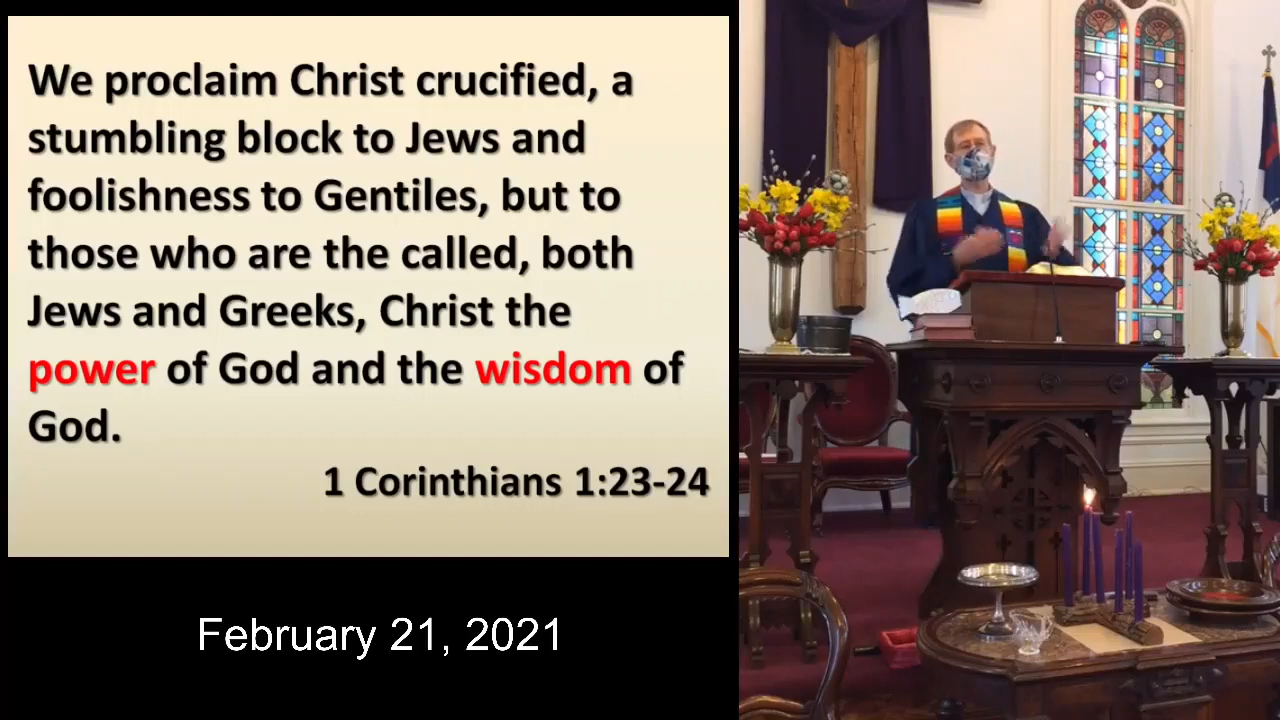 We proclaim Christ crucified, a
stumbling block to Jews and
foolishness to Gentiles, but to
those who are the called, both
Jews and Greeks, Christ the
power of God and the wisdom of
God.
1 Corinthians 1:23-24
February 21, 2021